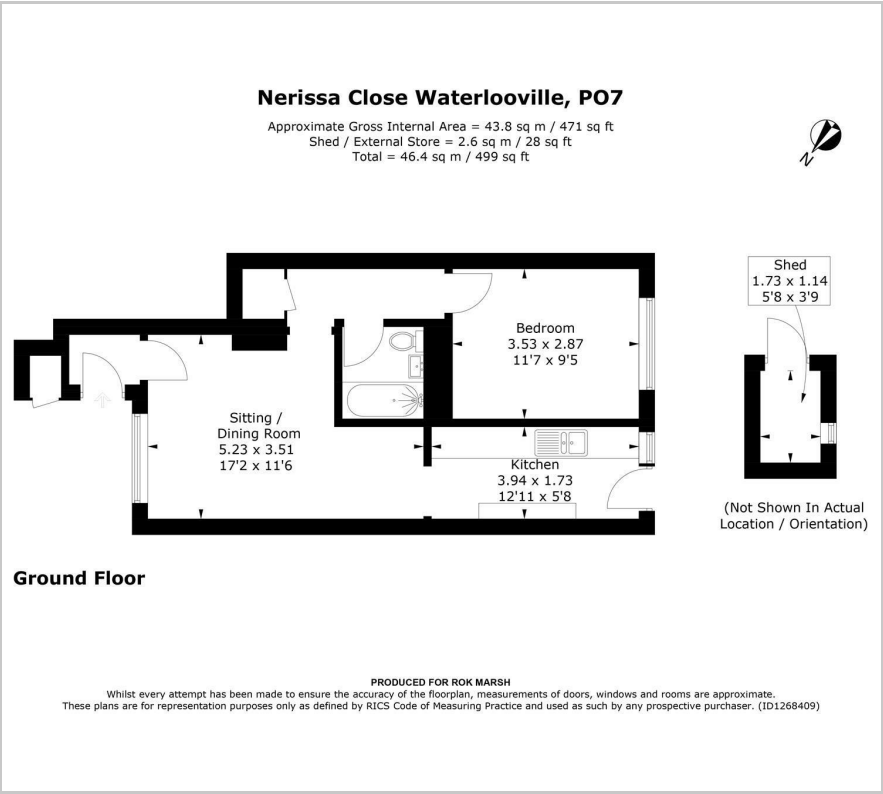 Nerissa Close Waterlooville, PO7
Approximate Gross Internal Area = 43.8 sq m / 471 sq ft
Shed / External Store = 2.6 sq m / 28 sq ft
Total = 46.4 sq m / 499 sq ft
N
Shed
1.73 x 1.14
5'8 x 3'9
Bedroom
3.53 x 2.87
11'7 x 9'5
Sitting /
Dining Room
5.23 x 3.51
17'2 x 11'6
Kitchen
3.94 x 1.73
12'11 x 5'8
(Not Shown In Actual
Location / Orientation)
Ground Floor
PRODUCED FOR ROK MARSH
Whilst every attempt has been made to ensure the accuracy of the floorplan, measurements of doors, windows and rooms are approximate.
These plans are for representation purposes only as defined by RICS Code of Measuring Practice and used as such by any prospective purchaser. (ID1268409)